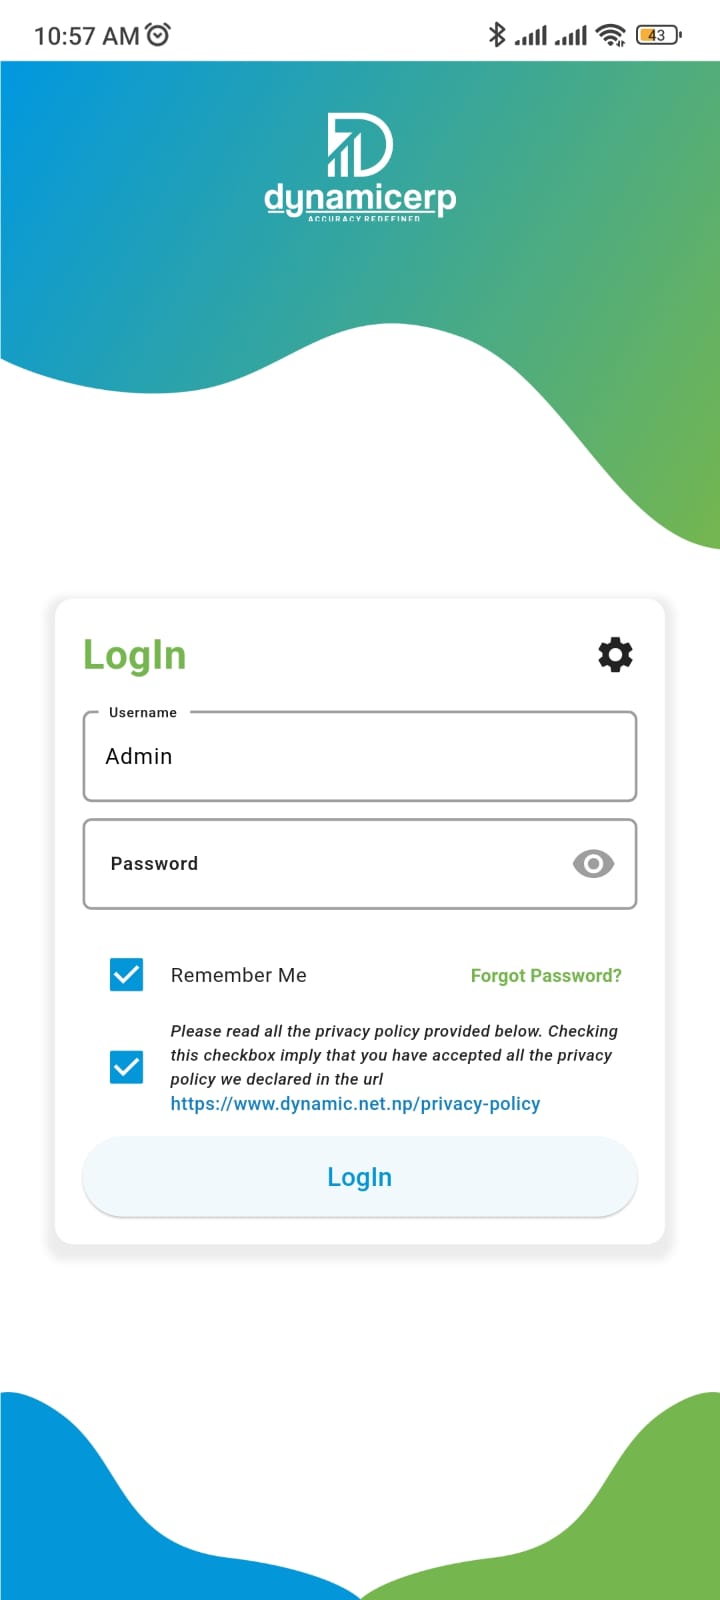 10:57 AM
43
dynamicerp
ACCURACY REDEFINED
LogIn
Username
Admin
Password
Remember Me
Forgot Password?
Please read all the privacy policy provided below. Checking
this checkbox imply that you have accepted all the privacy
policy we declared in the url
https://www.dynamic.net.np/privacy-policy
LogIn